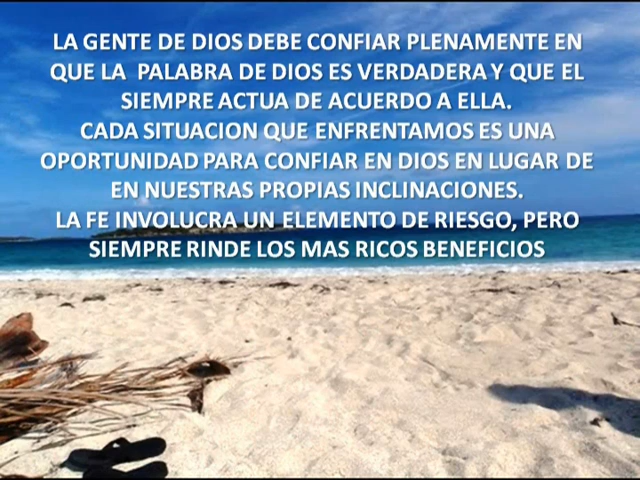 LA GENTE DE DIOS DEBE CONFIAR PLENAMENTE EN
QUE LA PALABRA DE DIOS ES VERDADERA Y QUE EL
SIEMPRE ACTUA DE ACUERDO A ELLA.
CADA SITUACION QUE ENFRENTAMOS ES UNA
OPORTUNIDAD PARA CONFIAR EN DIOS EN LUGAR DE
EN NUESTRAS PROPIAS INCLINACIONES.
LA FE INVOLUCRA UN ELEMENTO DE RIESGO, PERO
SIEMPRE RINDE LOS MAS RICOS BENEFICIOS